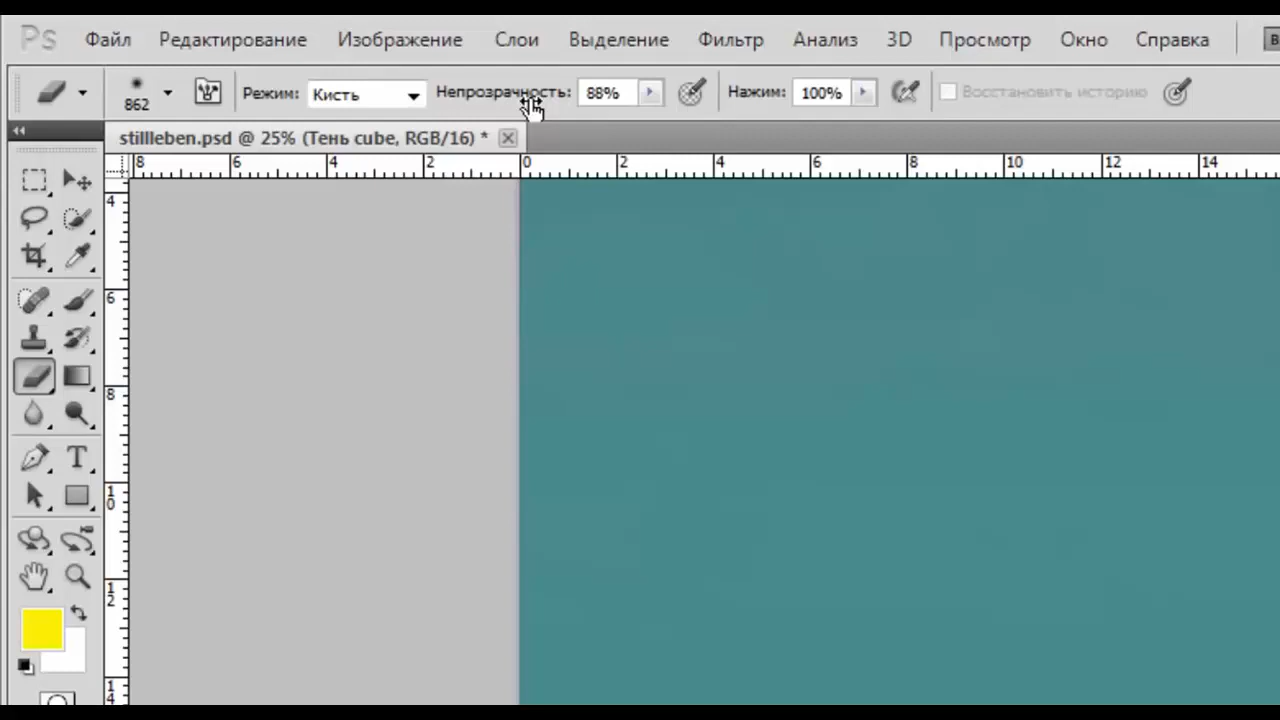 Ps Файл Редактирование Изображение Слои Выделение Фильтр Анализ 3D Просмотр Окно Справка
862 Режим: Кисть Непрозрачность: 88% Нажим: 100% Восстановить историю
stillleben.psd @ 25% (Тень cube, RGB/16) *
8 6 4 2 0 2 4 6 8 10 12 14
4
6
8
10
12
14
T